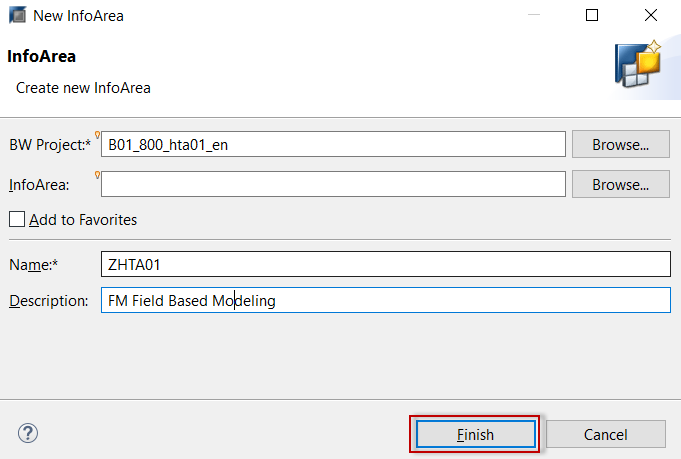 New InfoArea
InfoArea
Create new InfoArea
BW Project:* B01_800_hta01_en Browse...
InfoArea: Browse...
Add to Favorites
Name:* ZHTA01
Description: FM Field Based Modeling
? Finish Cancel